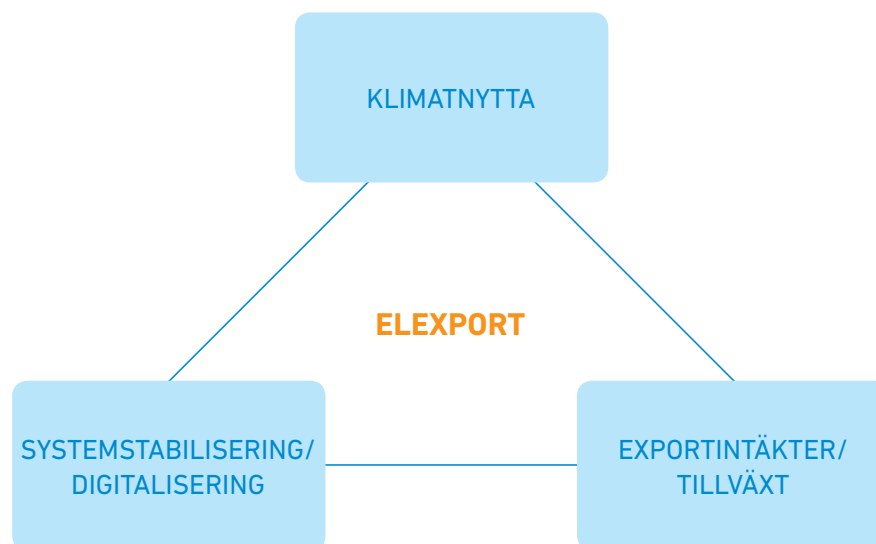 KLIMATNYTTA
ELEXPORT
SYSTEMSTABILISERING/
DIGITALISERING
EXPORTINTÄKTER/
TILLVÄXT